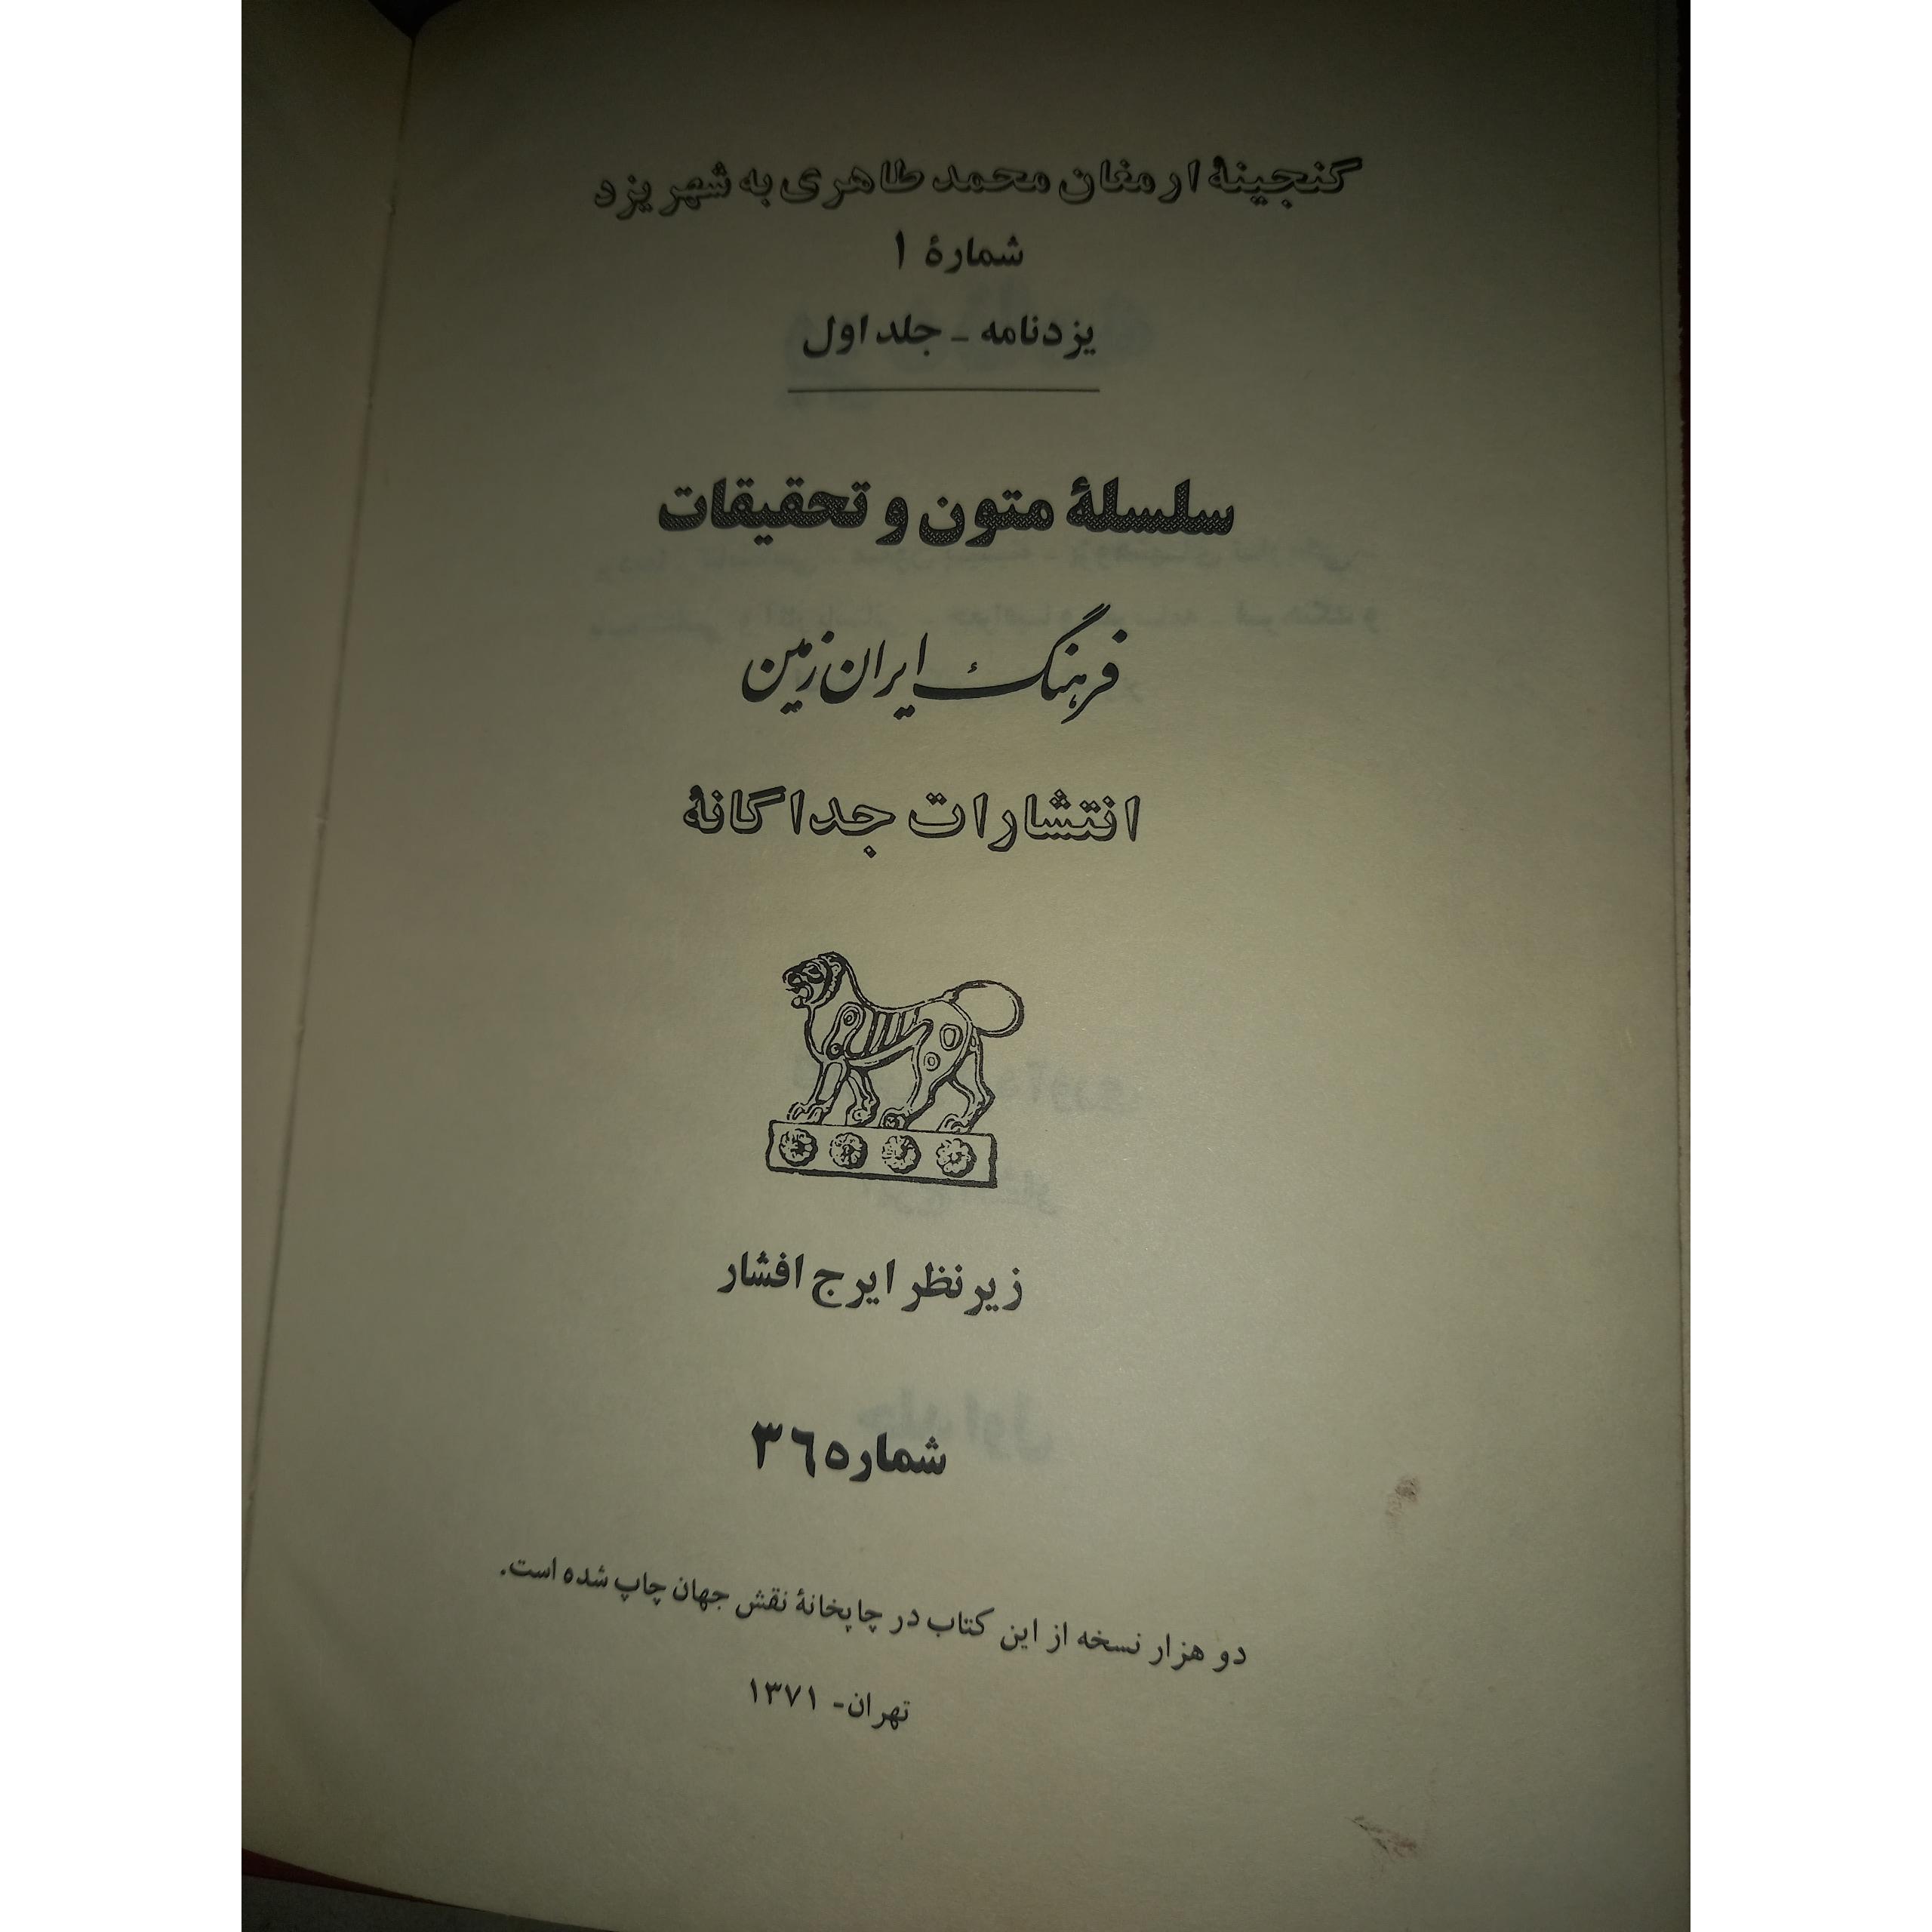 گنجینهٔ ارمغان محمد طاهری به شهر یزد
شمارهٔ ۱
یزدنامه ـ جلد اول
سلسلهٔ متون و تحقیقات
فرهنگ ایران زمین
انتشارات جداگانهٔ
زیر نظر ایرج افشار
شماره ۳۶
دو هزار نسخه از این کتاب در چاپخانهٔ نقش جهان چاپ شده است.
تهران- ۱۳۷۱